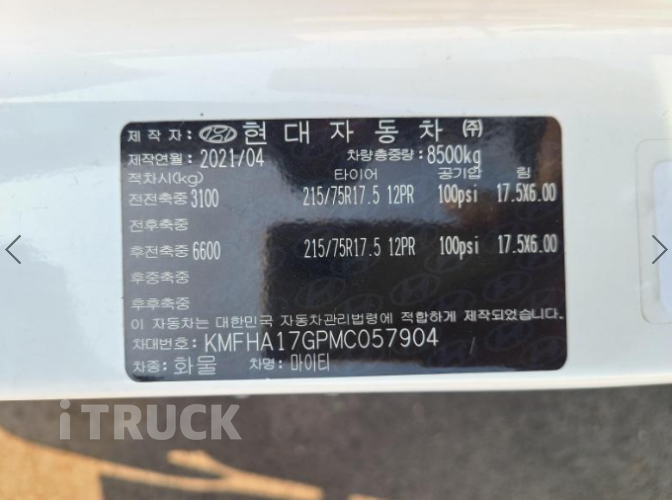 제작자: 현대자동차 ㈜
제작연월: 2021/04 차량총중량: 8500kg
적차시(kg) 타이어 공기압 림
전전축중 3100 215/75R17.5 12PR 100psi 17.5X6.00
전후축중
후전축중 6600 215/75R17.5 12PR 100psi 17.5X6.00
후중축중
후후축중
이 자동차는 대한민국 자동차관리법령에 적합하게 제작되었습니다.
차대번호: KMFHA17GPMC057904
차종: 화물 차명: 마이티
iTRUCK